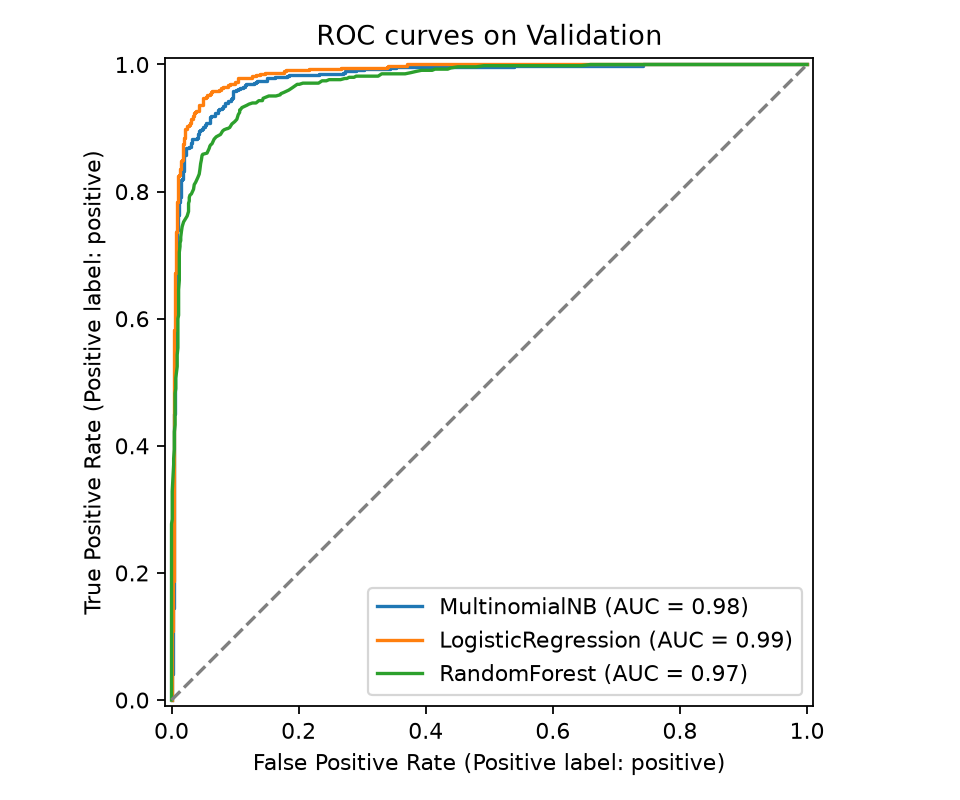 ROC curves on Validation
True Positive Rate (Positive label: positive)
1.0
0.8
0.6
0.4
0.2
0.0
MultinomialNB (AUC = 0.98)
LogisticRegression (AUC = 0.99)
RandomForest (AUC = 0.97)
0.0 0.2 0.4 0.6 0.8 1.0
False Positive Rate (Positive label: positive)